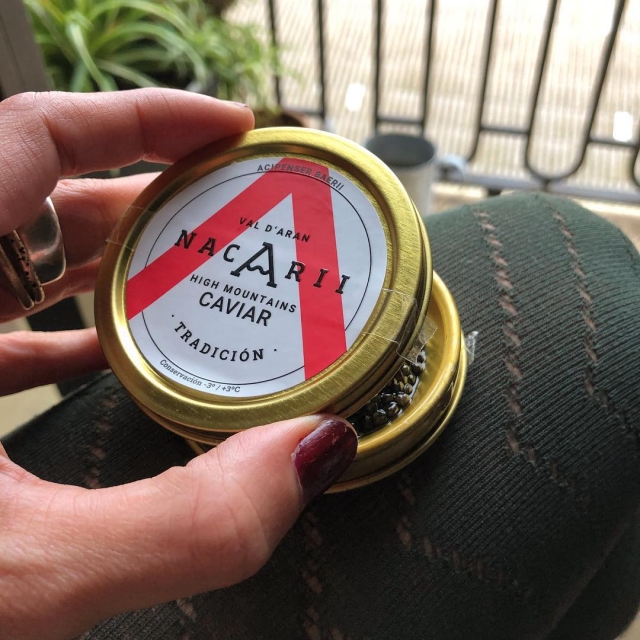 ACIPENSER BAERII
VAL D'ARAN
NACARII
HIGH MOUNTAINS
CAVIAR
· TRADICIÓN ·
Conservación -3º / +3ºC